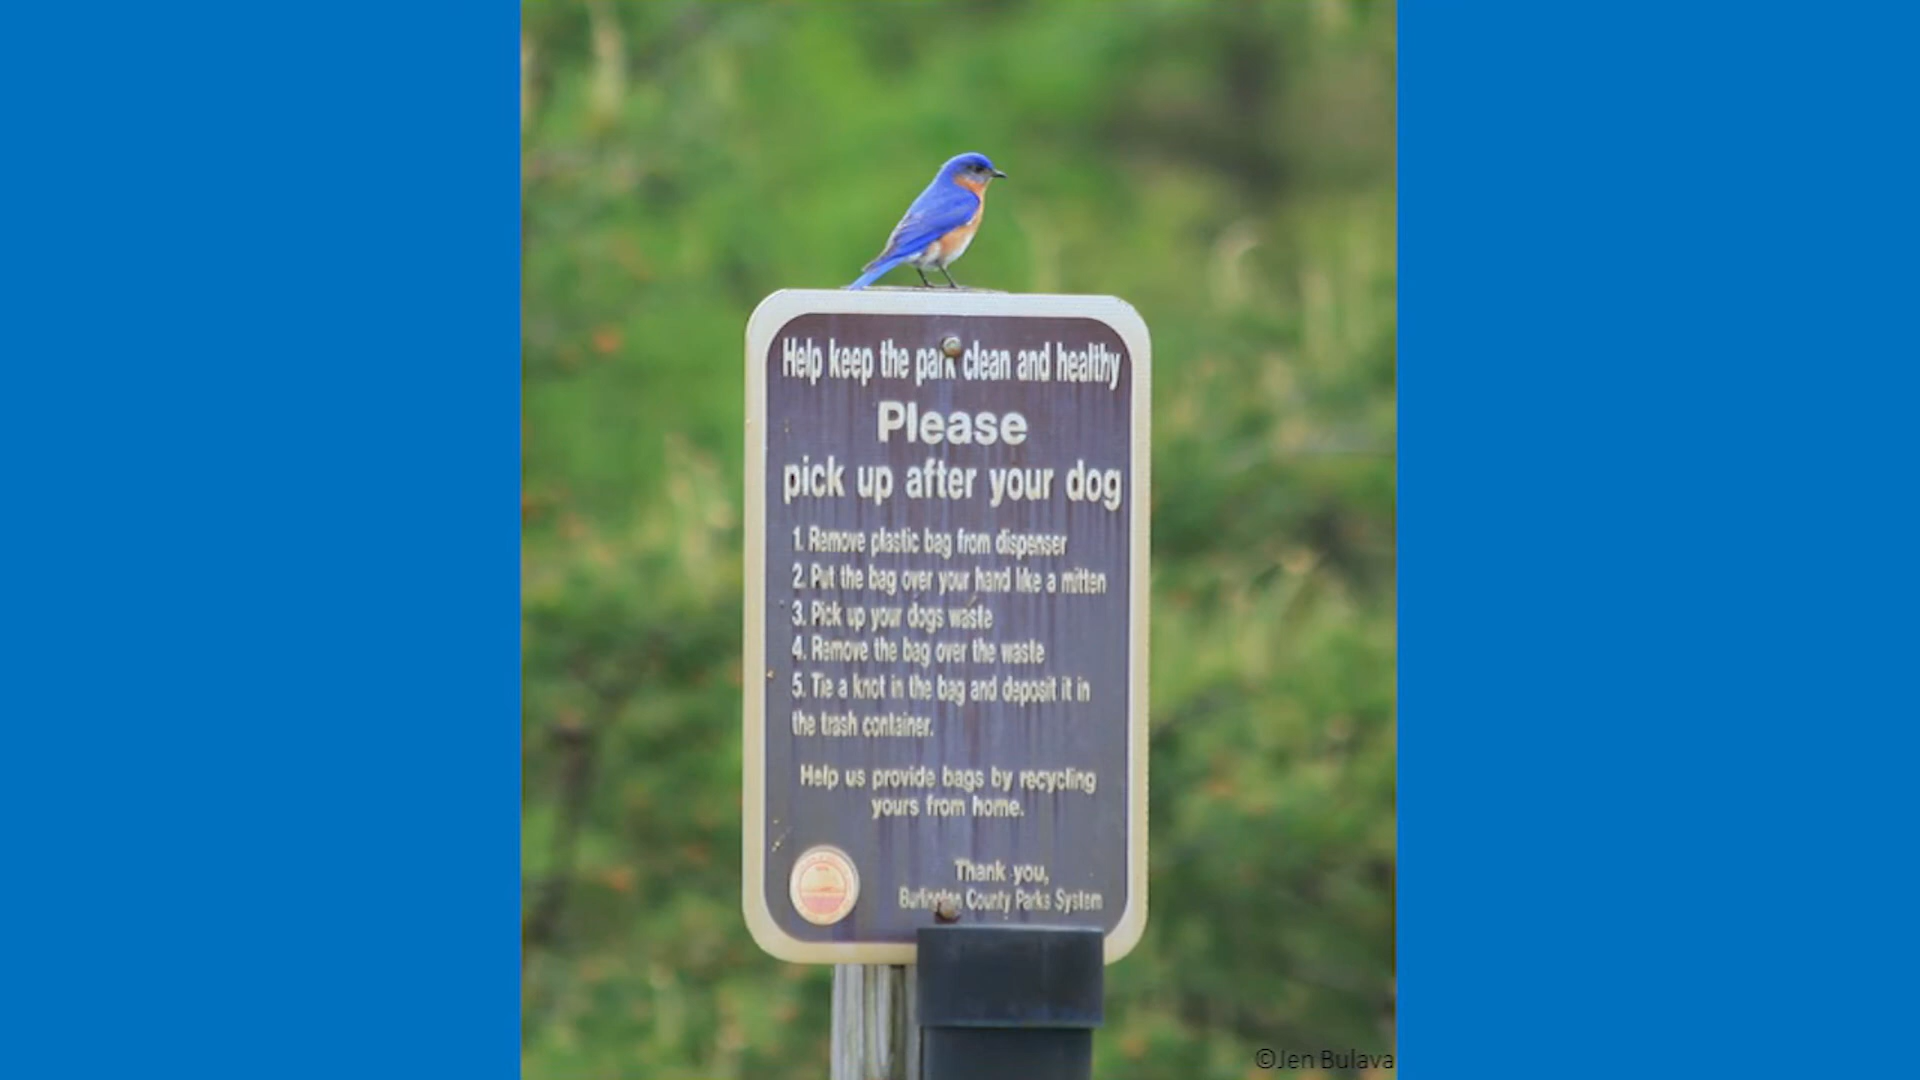 Help keep the park clean and healthy
Please
pick up after your dog
1. Remove plastic bag from dispenser
2. Put the bag over your hand like a mitten
3. Pick up your dogs waste
4. Remove the bag over the waste
5. Tie a knot in the bag and deposit it in
the trash container.
Help us provide bags by recycling
yours from home.
Thank you,
Burlington County Parks System
©Jen Bulava